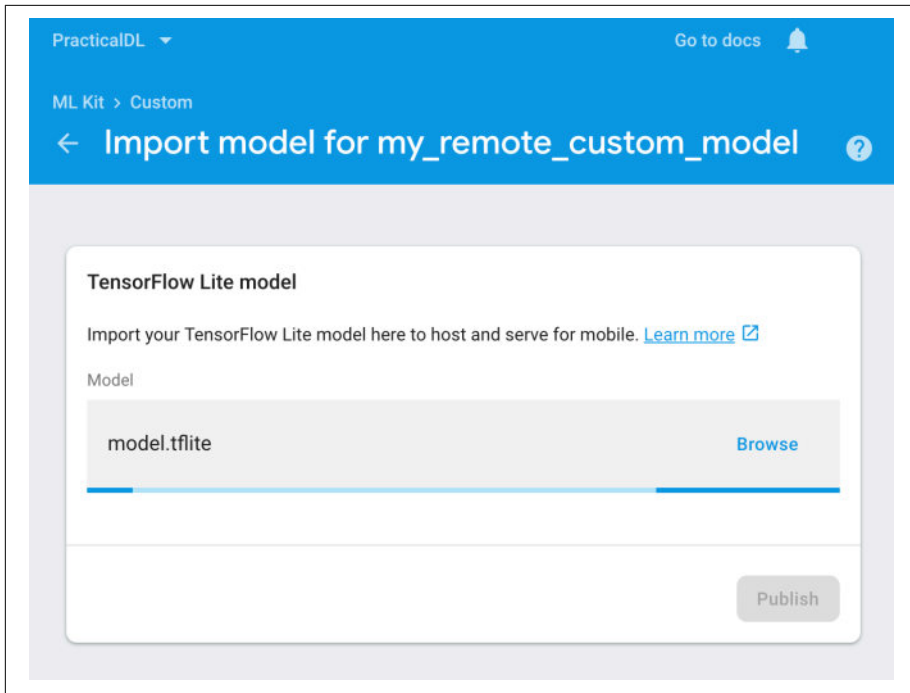 PracticalDL
Go to docs
ML Kit > Custom
Import model for my_remote_custom_model
?
TensorFlow Lite model
Import your TensorFlow Lite model here to host and serve for mobile. Learn more
Model
model.tflite
Browse
Publish